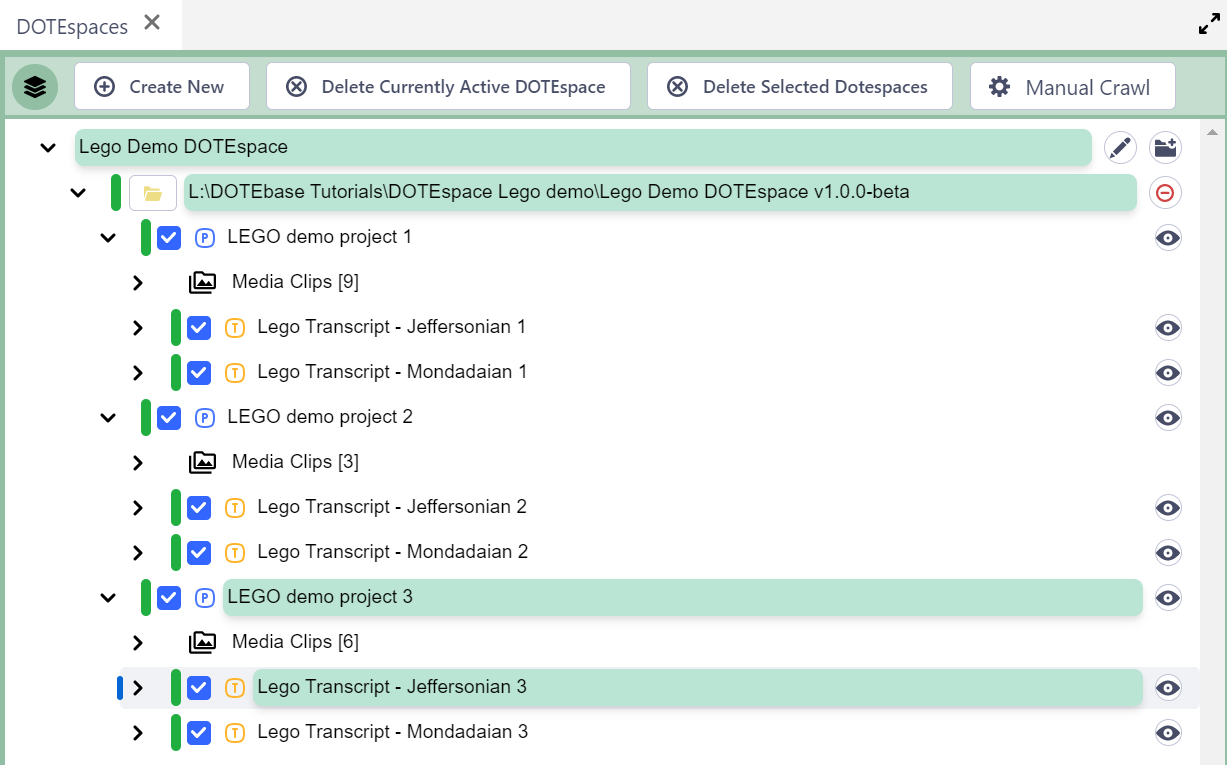 DOTEspaces
Create New
Delete Currently Active DOTEspace
Delete Selected Dotespaces
Manual Crawl
Lego Demo DOTEspace
L:\DOTEbase Tutorials\DOTEspace Lego demo\Lego Demo DOTEspace v1.0.0-beta
P LEGO demo project 1
Media Clips [9]
T Lego Transcript - Jeffersonian 1
T Lego Transcript - Mondadaian 1
P LEGO demo project 2
Media Clips [3]
T Lego Transcript - Jeffersonian 2
T Lego Transcript - Mondadaian 2
P LEGO demo project 3
Media Clips [6]
T Lego Transcript - Jeffersonian 3
T Lego Transcript - Mondadaian 3